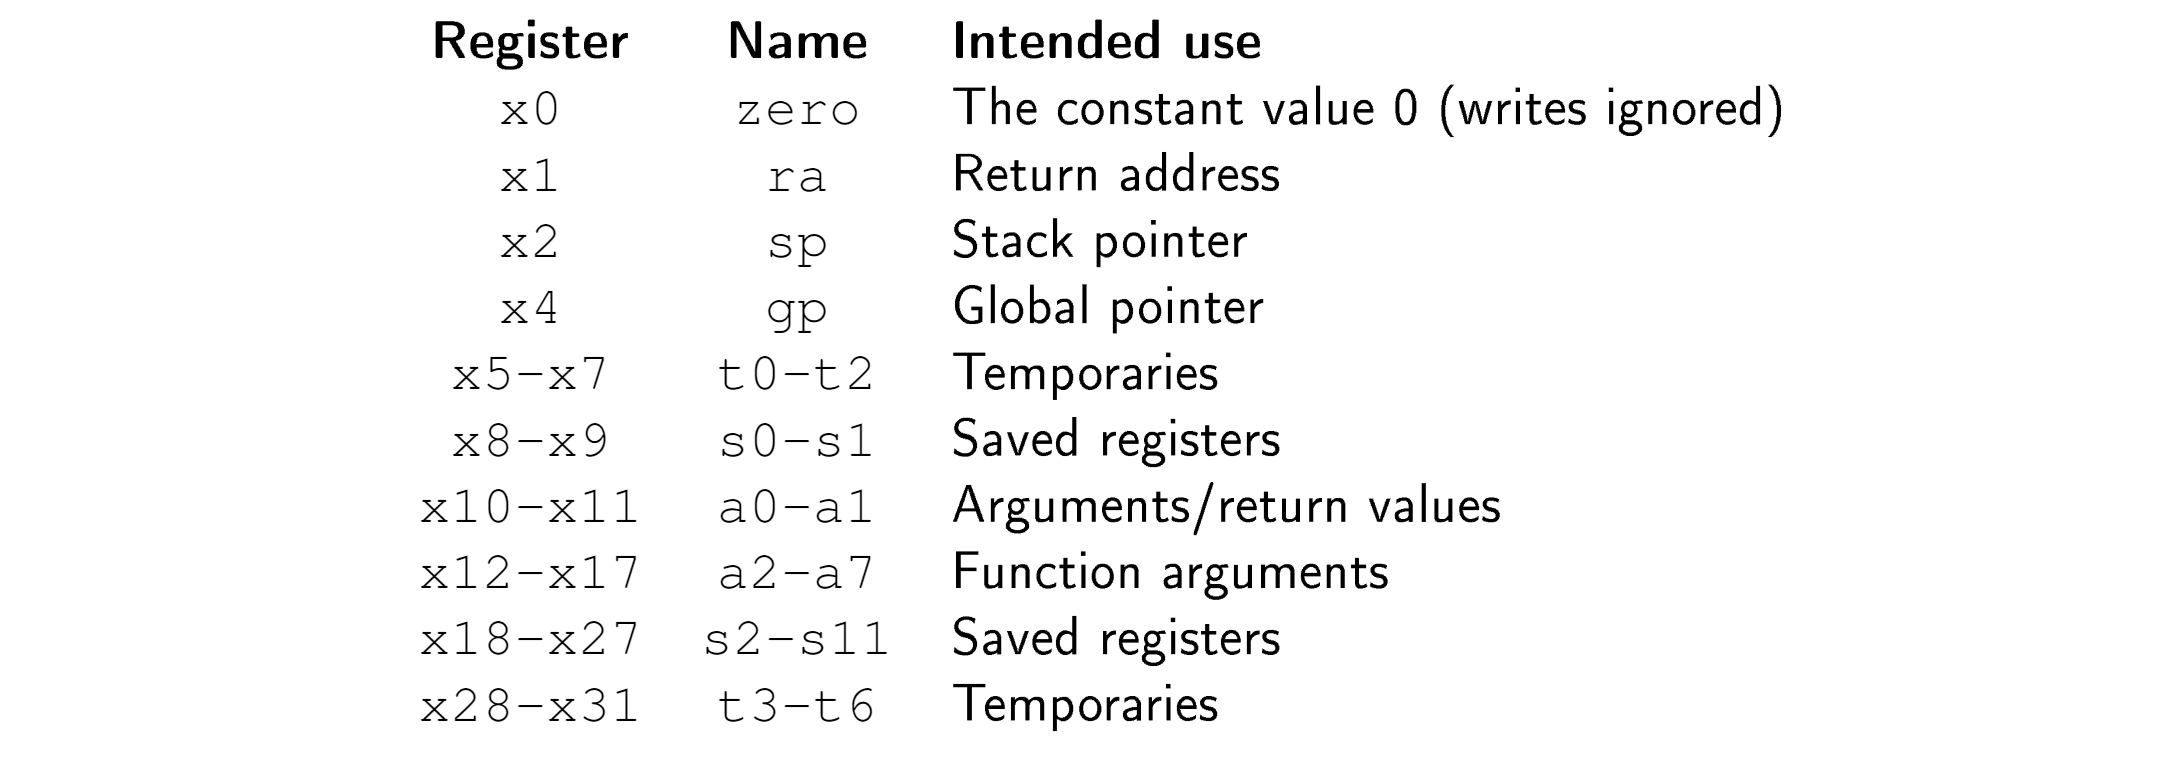 Register Name Intended use
x0 zero The constant value 0 (writes ignored)
x1 ra Return address
x2 sp Stack pointer
x4 gp Global pointer
x5-x7 t0-t2 Temporaries
x8-x9 s0-s1 Saved registers
x10-x11 a0-a1 Arguments/return values
x12-x17 a2-a7 Function arguments
x18-x27 s2-s11 Saved registers
x28-x31 t3-t6 Temporaries